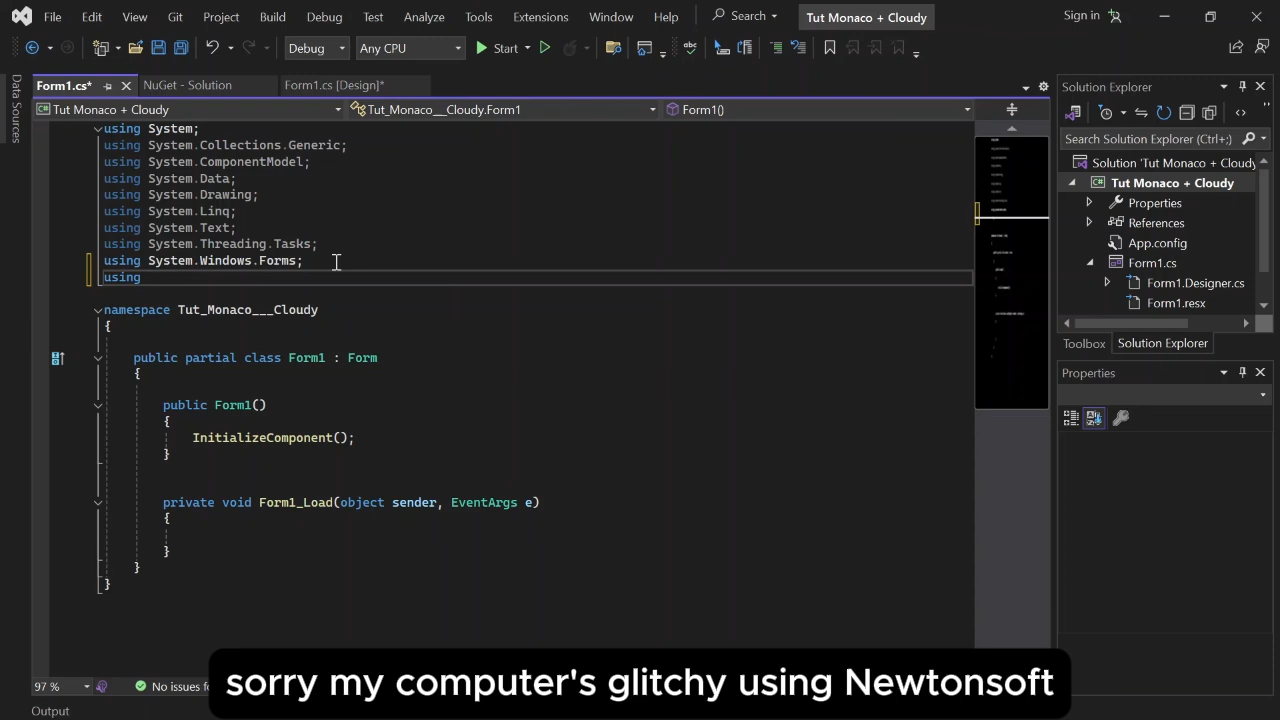 File Edit View Git Project Build Debug Test Analyze Tools Extensions Window Help Search Tut Monaco + Cloudy Sign in
Debug Any CPU Start
Form1.cs* NuGet - Solution Form1.cs [Design]*
Tut Monaco + Cloudy Tut_Monaco___Cloudy.Form1 Form1()
Data Sources
using System;
using System.Collections.Generic;
using System.ComponentModel;
using System.Data;
using System.Drawing;
using System.Linq;
using System.Text;
using System.Threading.Tasks;
using System.Windows.Forms;
using
namespace Tut_Monaco___Cloudy
{
public partial class Form1 : Form
{
public Form1()
{
InitializeComponent();
}
private void Form1_Load(object sender, EventArgs e)
{
}
}
}
Solution Explorer
Search Solution Explorer (Ctrl+;)
Solution 'Tut Monaco + Cloudy
Tut Monaco + Cloudy
Properties
References
App.config
Form1.cs
Form1.Designer.cs
Form1.resx
Toolbox Solution Explorer
Properties
97 % No issues fo
sorry my computer's glitchy using Newtonsoft
Output